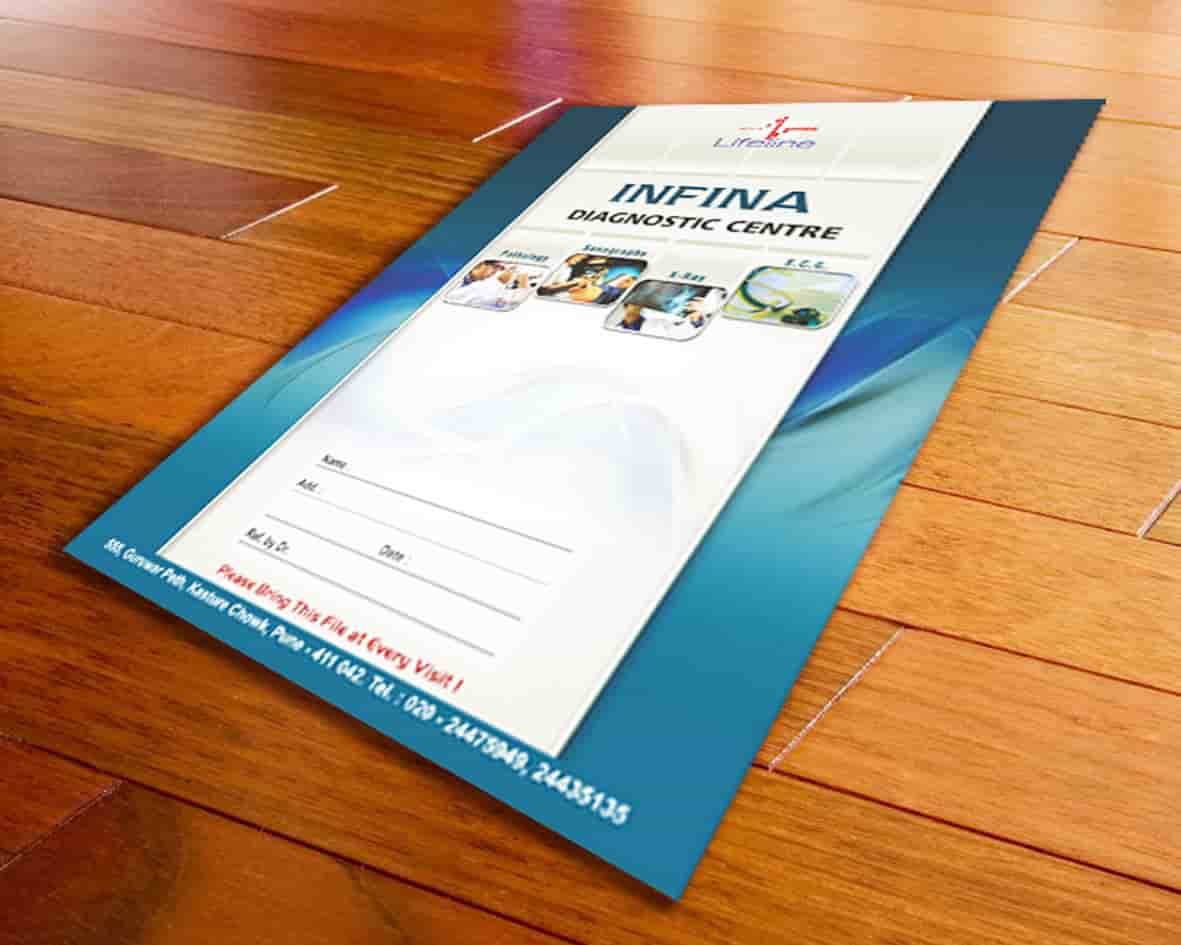 Lifeline
INFINA
DIAGNOSTIC CENTRE
Pathology
Sonography
X-Ray
E.C.G.
Name
Add. :
Ref. by Dr.
Date :
Please Bring This File at Every Visit !
555, Guruwar Peth, Kasture Chowk, Pune - 411 042. Tel. : 020 - 24475949, 24435135